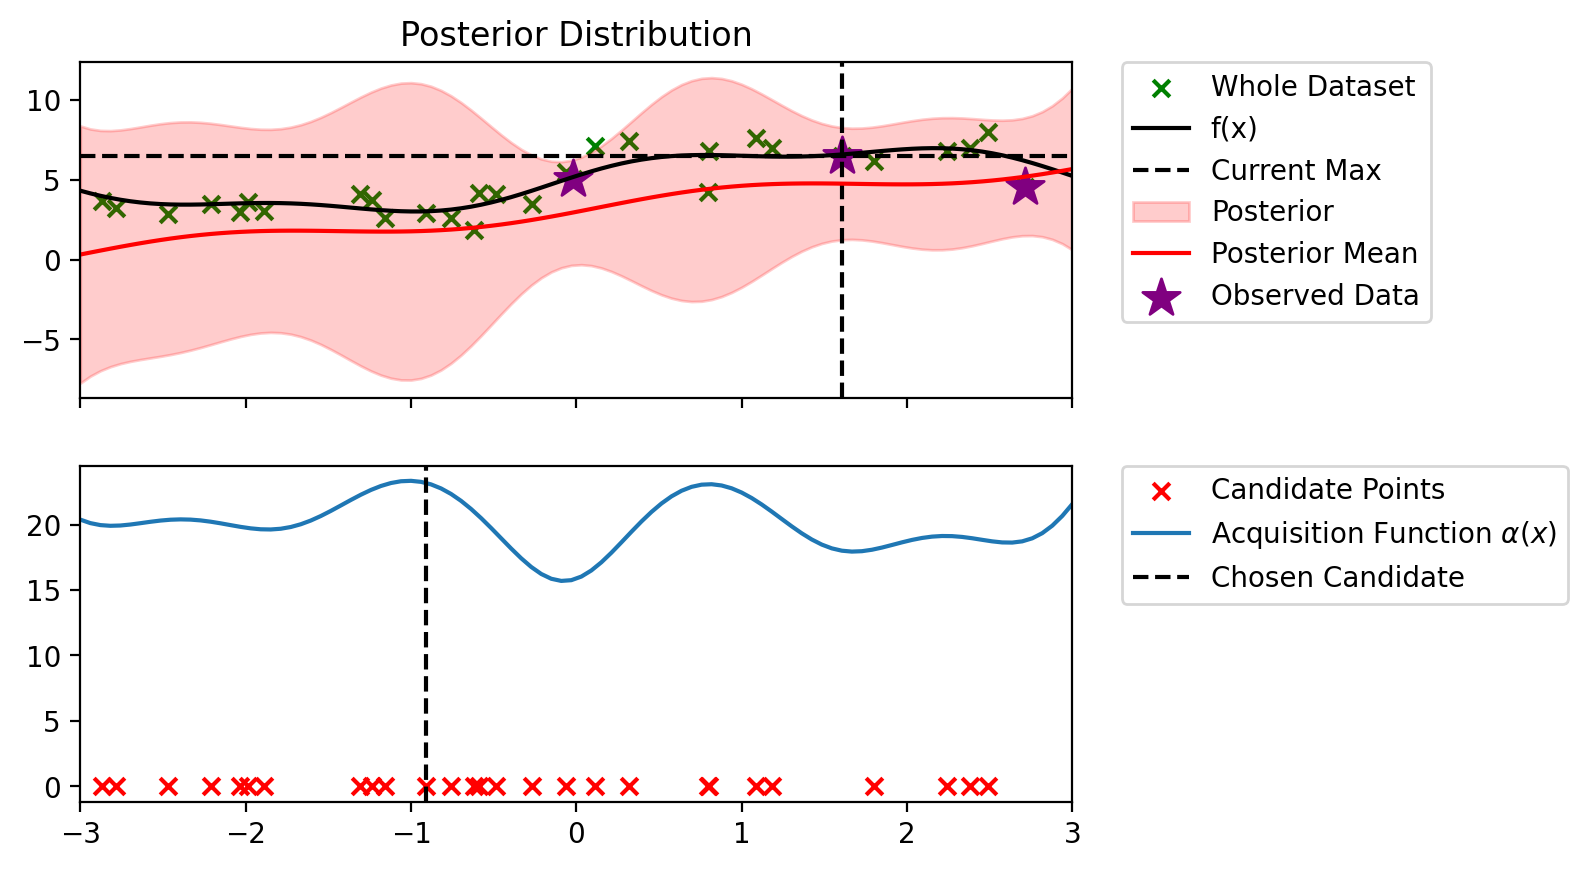 Posterior Distribution
10
5
0
−5
Whole Dataset
f(x)
Current Max
Posterior
Posterior Mean
Observed Data
20
15
10
5
0
−3 −2 −1 0 1 2 3
Candidate Points
Acquisition Function α(x)
Chosen Candidate